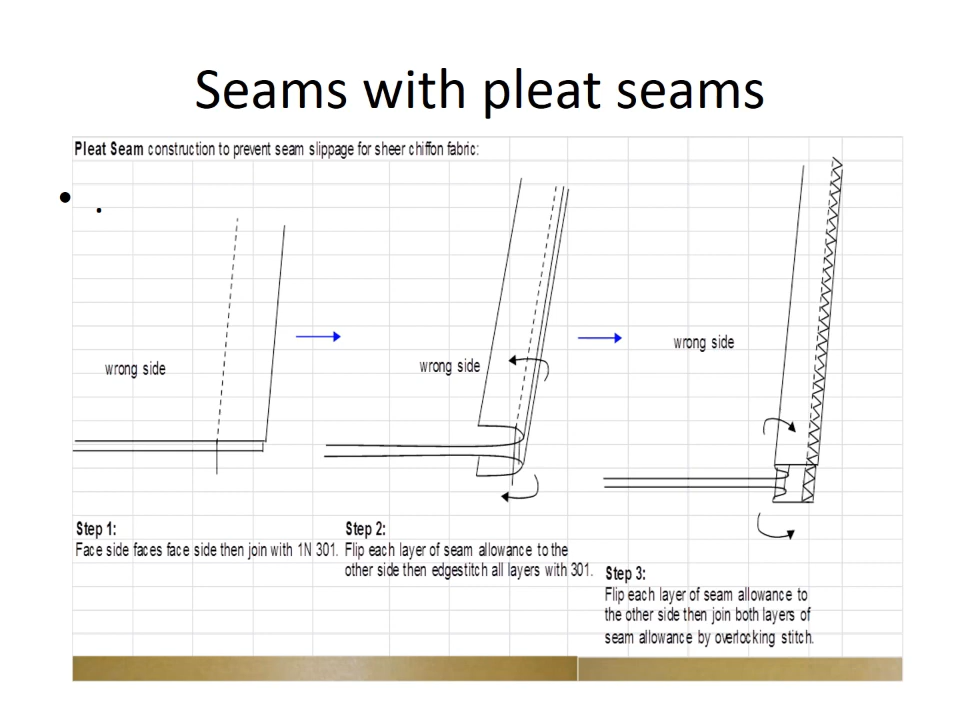 Seams with pleat seams
Pleat Seam construction to prevent seam slippage for sheer chiffon fabric:
• .
wrong side
wrong side
wrong side
Step 1:
Face side faces face side then join with 1N 301.
Step 2:
Flip each layer of seam allowance to the
other side then edgestitch all layers with 301.
Step 3:
Flip each layer of seam allowance to
the other side then join both layers of
seam allowance by overlocking stitch.